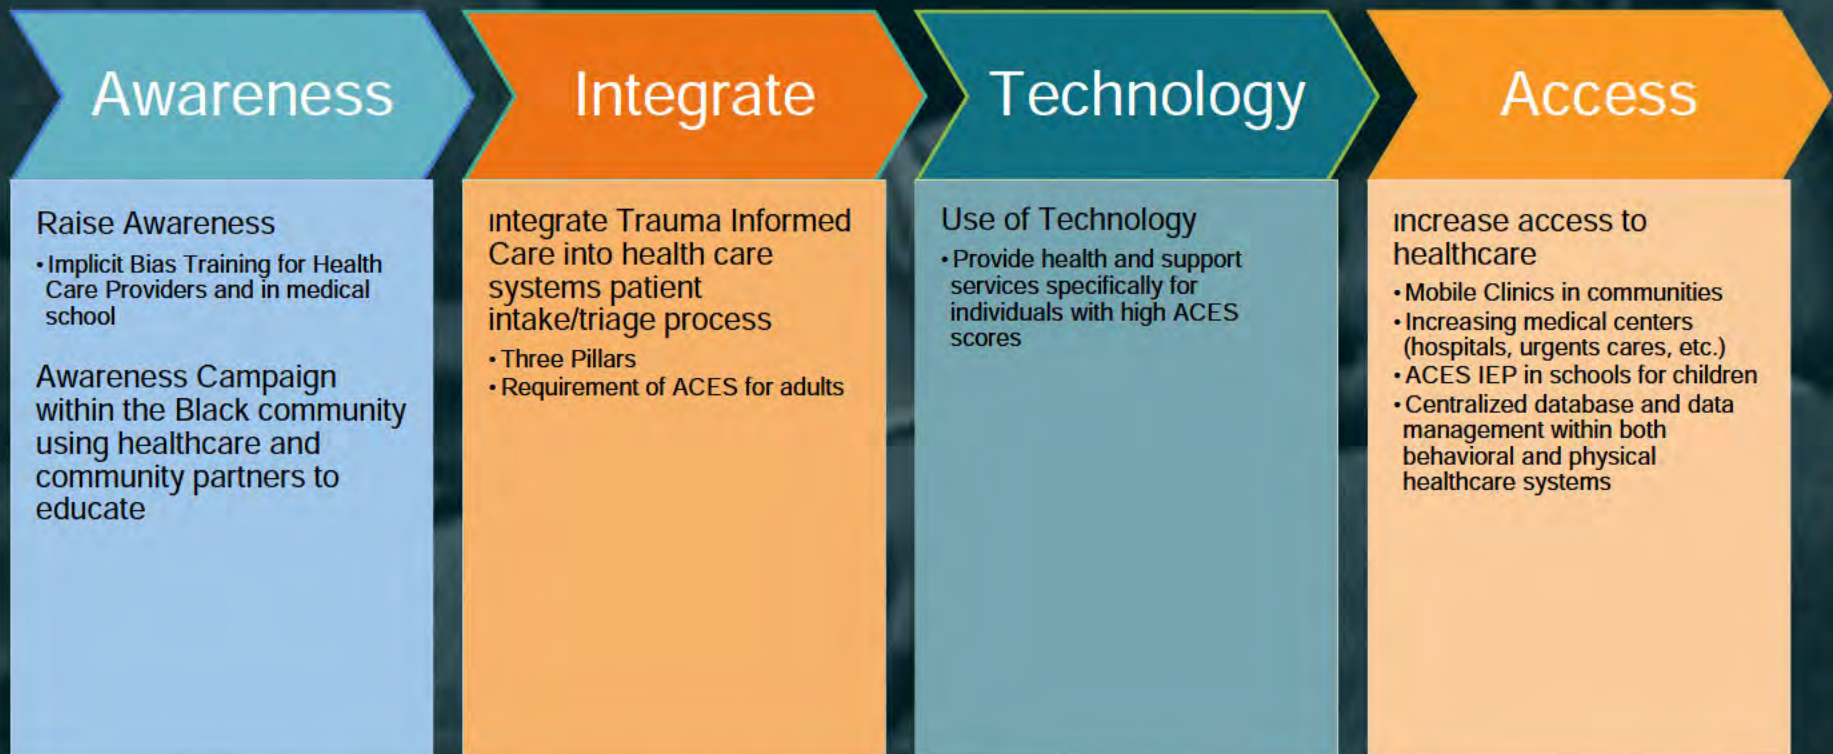 Awareness
Raise Awareness
• Implicit Bias Training for Health
Care Providers and in medical
school
Awareness Campaign
within the Black community
using healthcare and
community partners to
educate
Integrate
Integrate Trauma Informed
Care into health care
systems patient
intake/triage process
• Three Pillars
• Requirement of ACES for adults
Technology
Use of Technology
• Provide health and support
services specifically for
individuals with high ACES
scores
Access
Increase access to
healthcare
• Mobile Clinics in communities
• Increasing medical centers
(hospitals, urgents cares, etc.)
• ACES IEP in schools for children
• Centralized database and data
management within both
behavioral and physical
healthcare systems